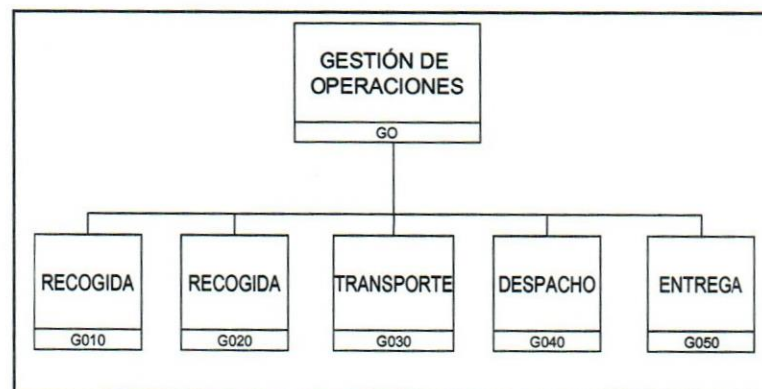 GESTIÓN DE
OPERACIONES
GO
RECOGIDA
RECOGIDA
TRANSPORTE
DESPACHO
ENTREGA
G010
G020
G030
G040
G050